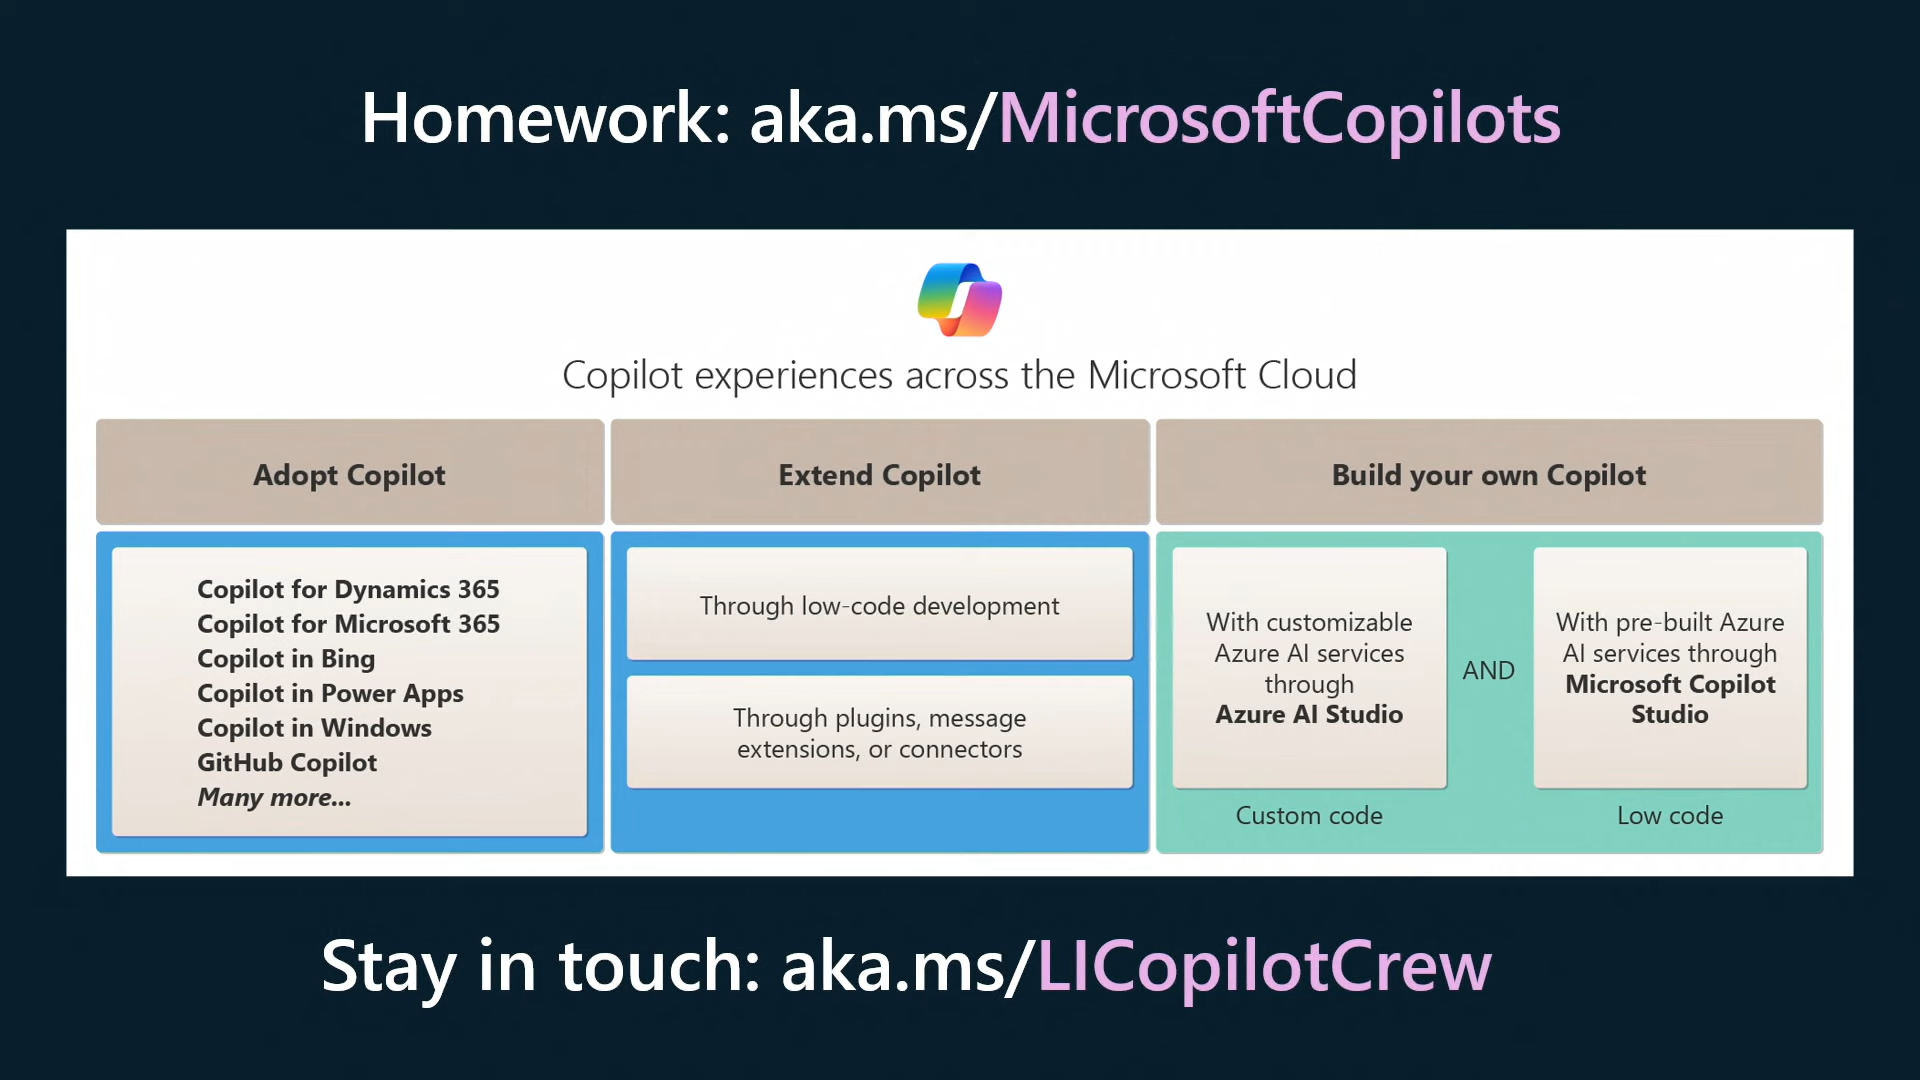 Homework: aka.ms/MicrosoftCopilots
Copilot experiences across the Microsoft Cloud
Adopt Copilot
Copilot for Dynamics 365
Copilot for Microsoft 365
Copilot in Bing
Copilot in Power Apps
Copilot in Windows
GitHub Copilot
Many more...
Extend Copilot
Through low-code development
Through plugins, message
extensions, or connectors
Build your own Copilot
With customizable
Azure AI services
through
Azure AI Studio
Custom code
AND
With pre-built Azure
AI services through
Microsoft Copilot
Studio
Low code
Stay in touch: aka.ms/LICopilotCrew